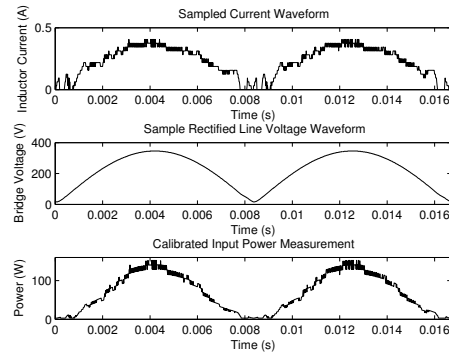 Sampled Current Waveform
Inductor Current (A)
0.5
0
0 0.002 0.004 0.006 0.008 0.01 0.012 0.014 0.016
Time (s)
Sample Rectified Line Voltage Waveform
Bridge Voltage (V)
400
200
0
0 0.002 0.004 0.006 0.008 0.01 0.012 0.014 0.016
Time (s)
Calibrated Input Power Measurement
Power (W)
100
0
0 0.002 0.004 0.006 0.008 0.01 0.012 0.014 0.016
Time (s)